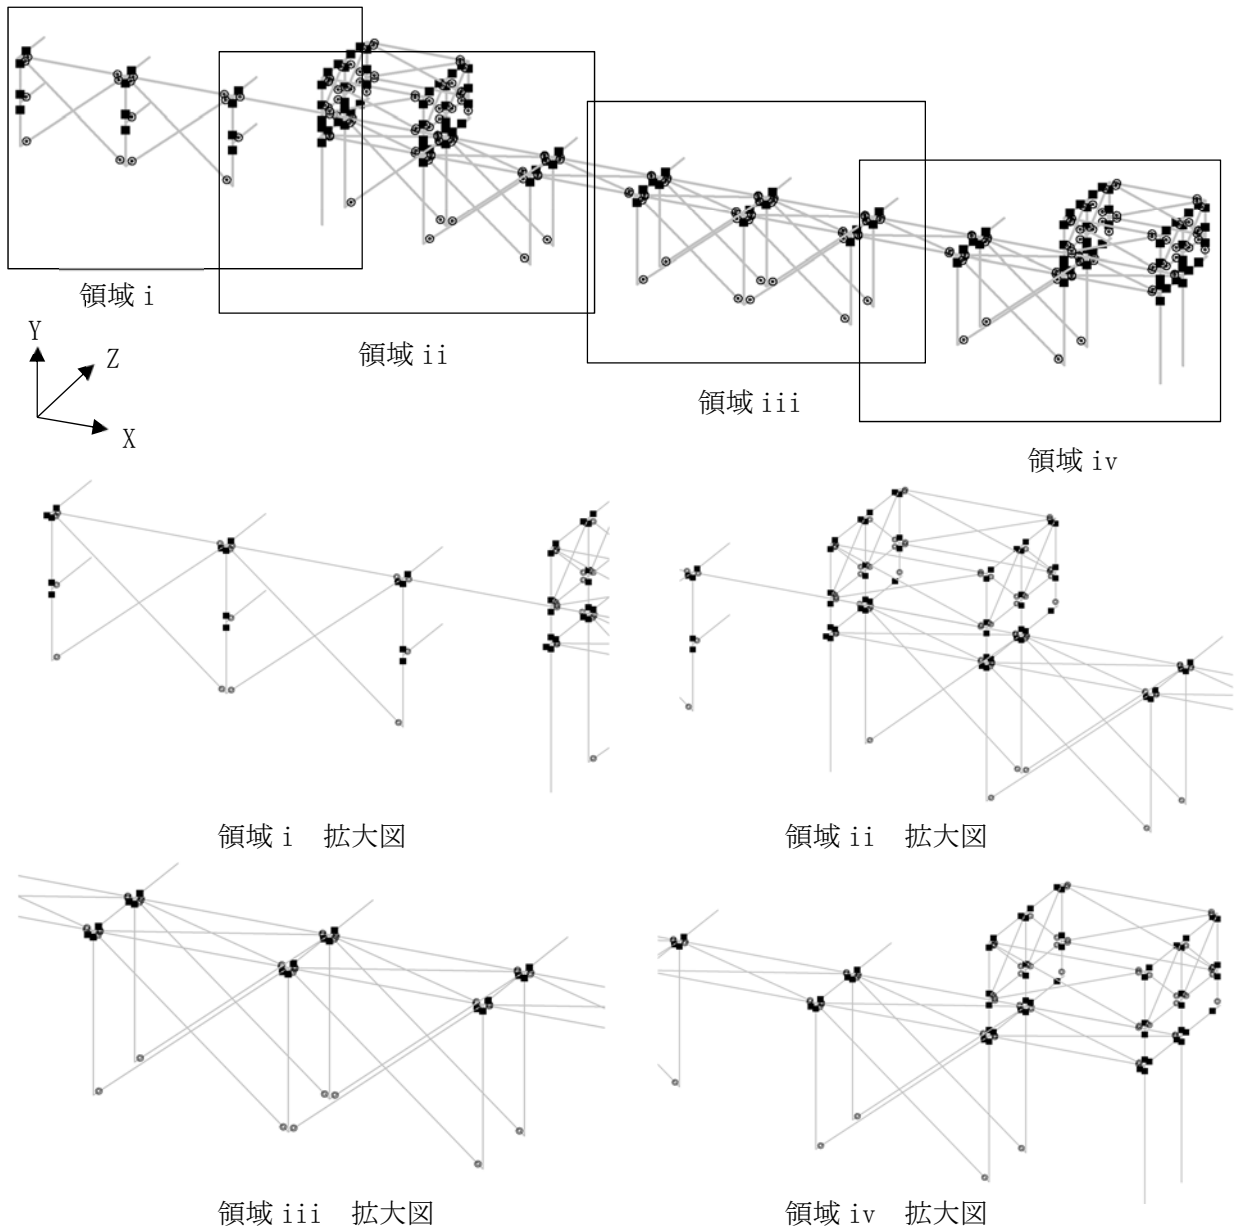 領域 i
領域 ii
領域 iii
領域 iv
Y
Z
X
領域 i 拡大図
領域 ii 拡大図
領域 iii 拡大図
領域 iv 拡大図